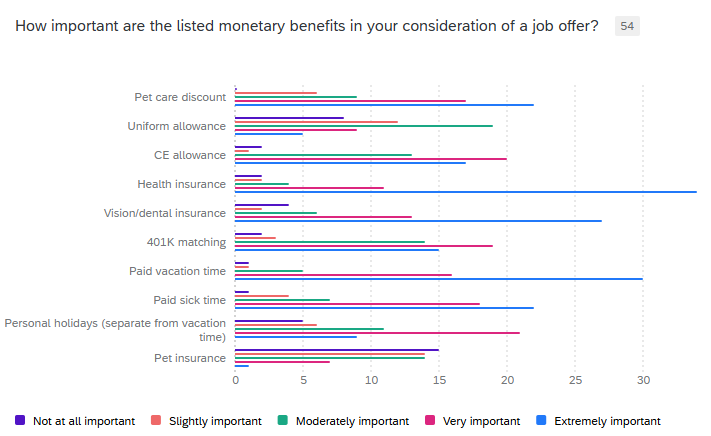 How important are the listed monetary benefits in your consideration of a job offer? 54
Pet care discount
Uniform allowance
CE allowance
Health insurance
Vision/dental insurance
401K matching
Paid vacation time
Paid sick time
Personal holidays (separate from vacation
time)
Pet insurance
0 5 10 15 20 25 30
Not at all important Slightly important Moderately important Very important Extremely important